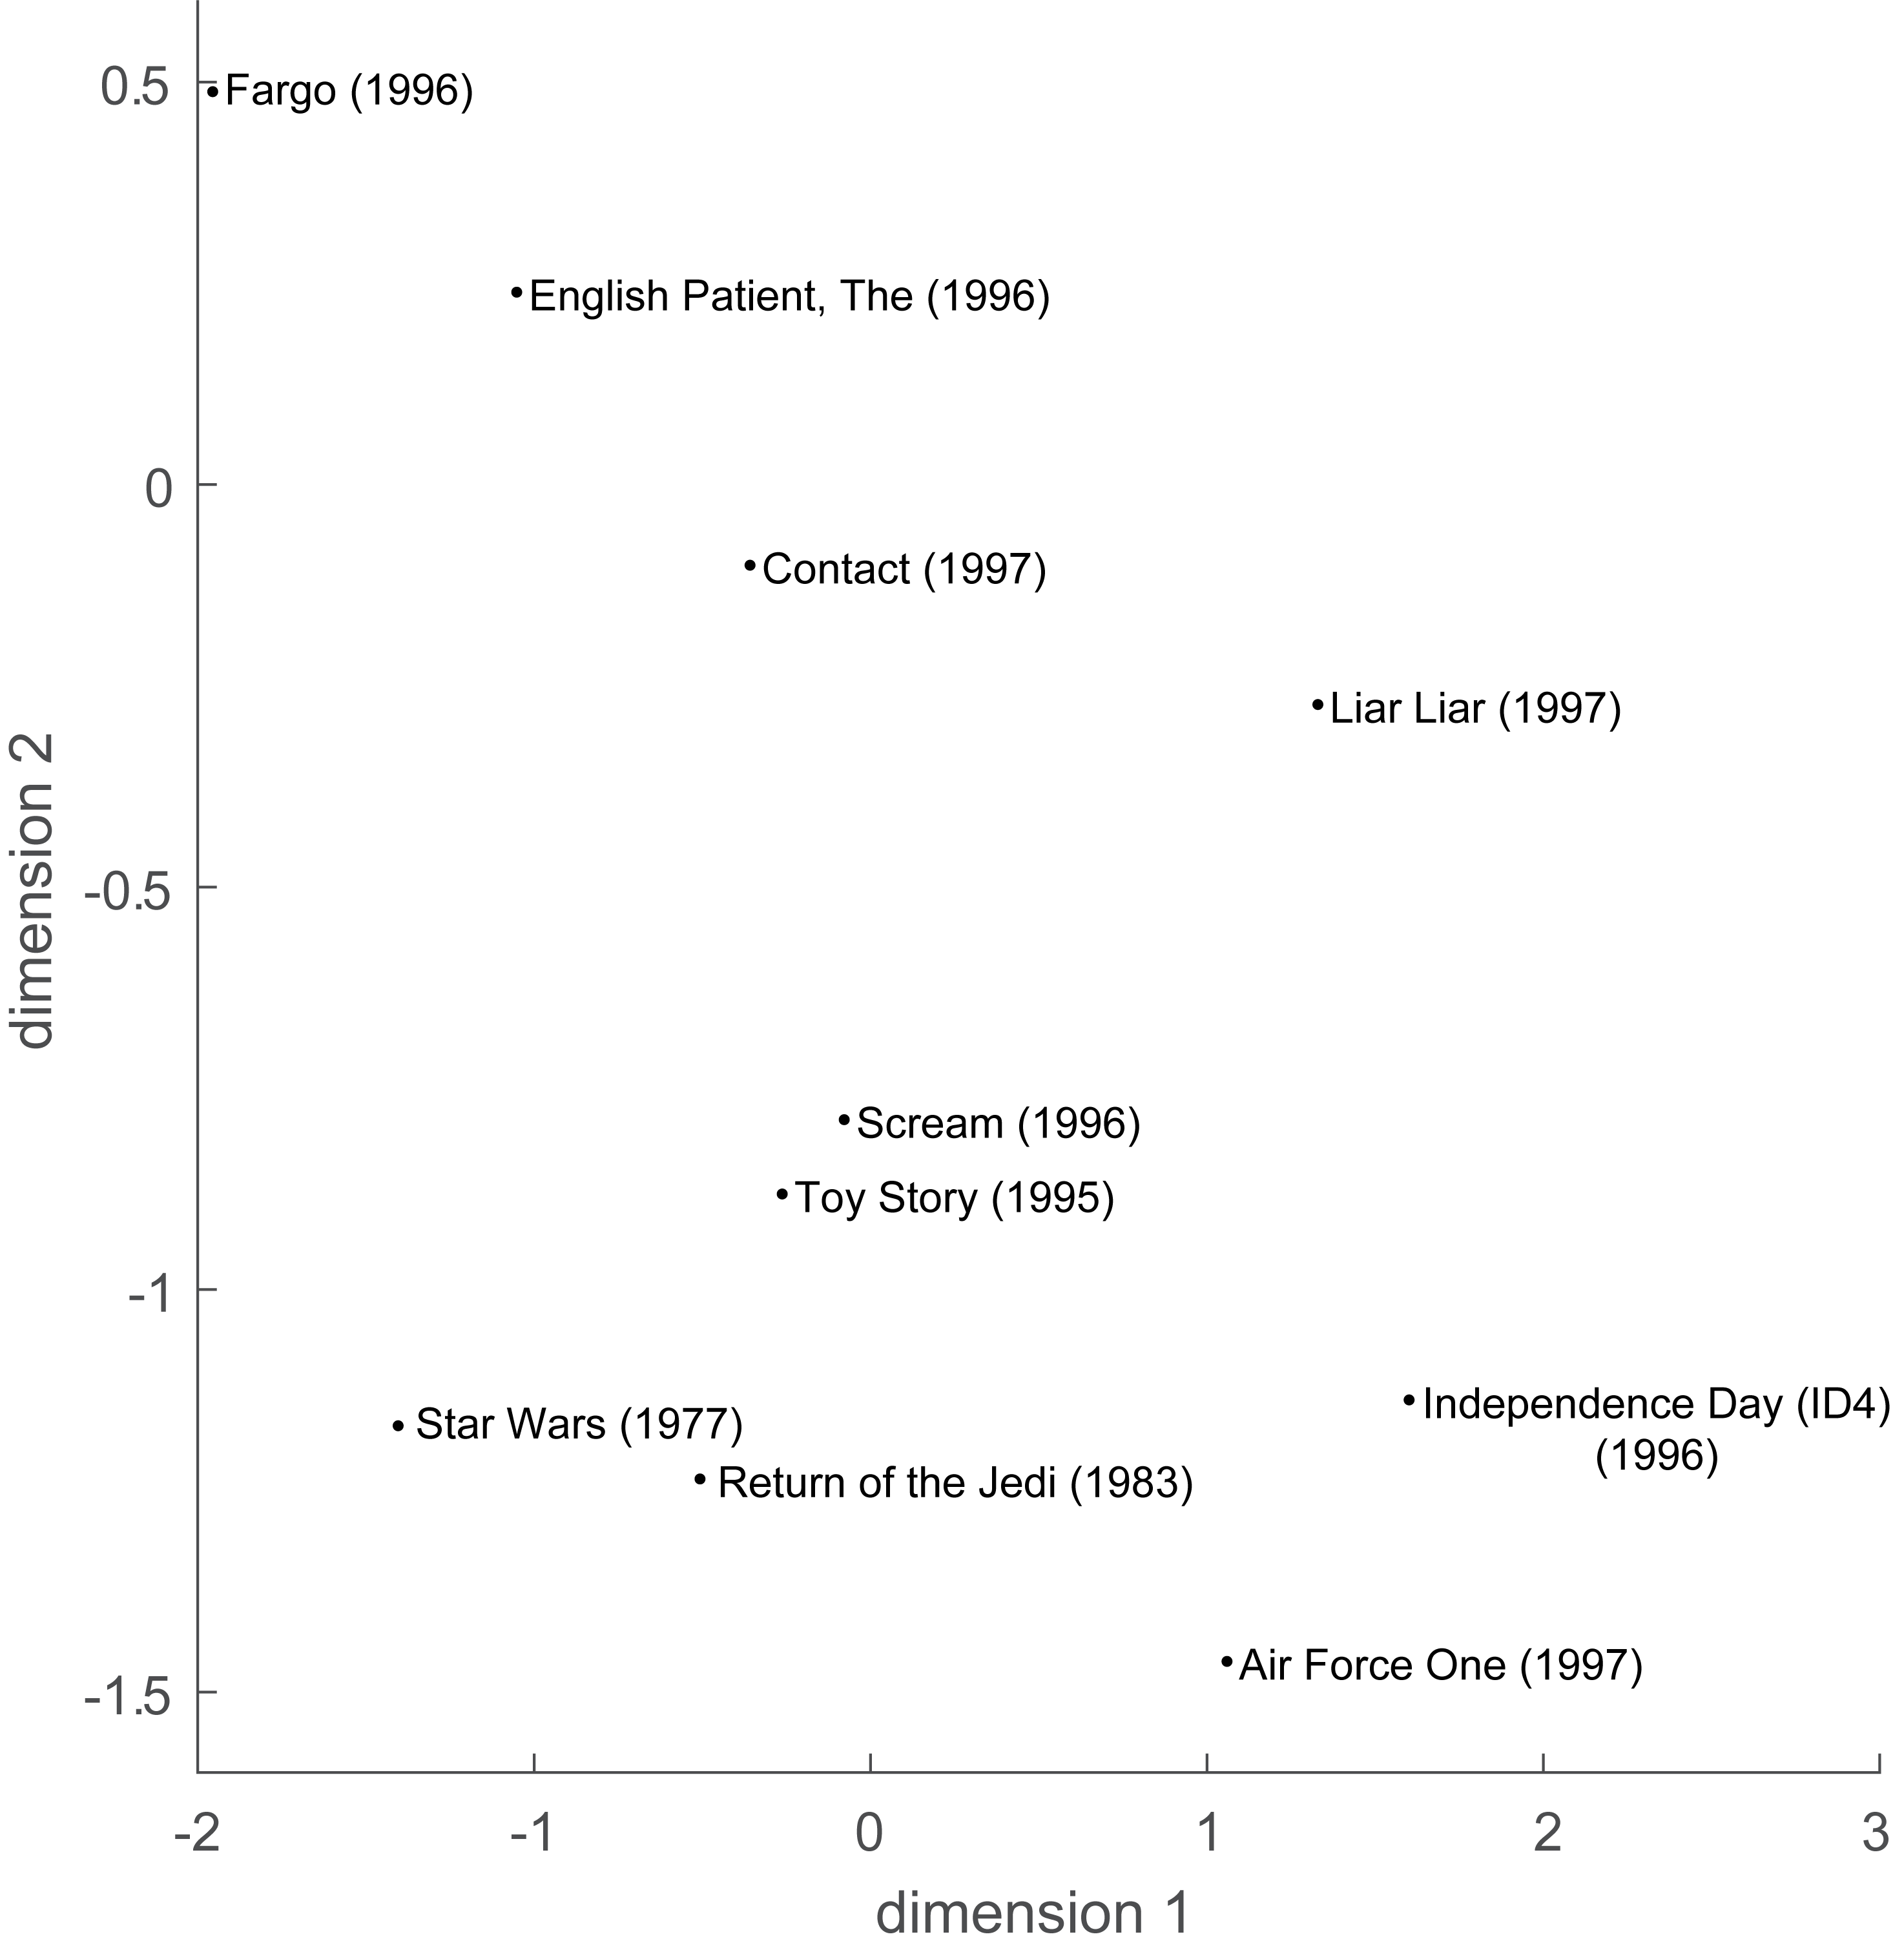 0.5
Fargo (1996)
English Patient, The (1996)
0
Contact (1997)
Liar Liar (1997)
dimension 2
-0.5
Scream (1996)
Toy Story (1995)
-1
Independence Day (ID4)
(1996)
Star Wars (1977)
Return of the Jedi (1983)
Air Force One (1997)
-1.5
-2 -1 0 1 2 3
dimension 1